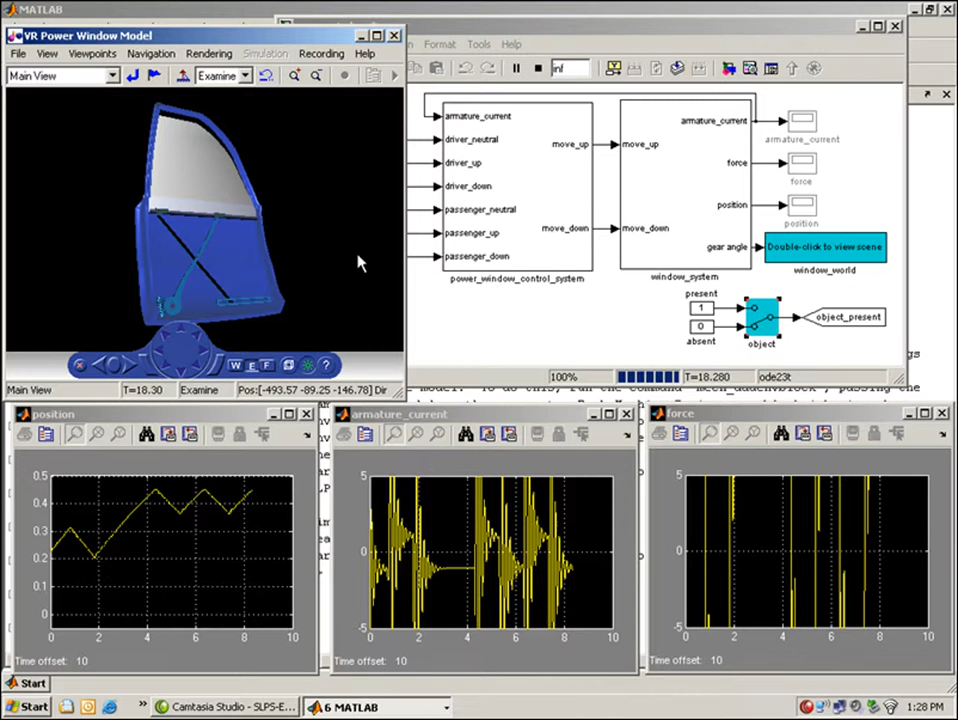 MATLAB
VR Power Window Model
File View Viewpoints Navigation Rendering Simulation Recording Help
Main View
Examine
Main View T=18.30 Examine Pos:[-493.57 -89.25 -146.78] Dir
W E F ?
Format Tools Help
inf
armature_current
driver_neutral
driver_up
driver_down
passenger_neutral
passenger_up
passenger_down
move_up
move_down
power_window_control_system
move_up
move_down
armature_current
force
position
gear angle
window_system
armature_current
force
position
Double-click to view scene
window_world
present
1
0
absent
object
object_present
100% T=18.280 ode23t
position
0.5
0.4
0.3
0.2
0.1
0
0 2 4 6 8 10
Time offset: 10
armature_current
5
0
-5
0 2 4 6 8 10
Time offset: 10
force
5
0
-5
0 2 4 6 8 10
Time offset: 10
Start
Start
Camtasia Studio - SLPS-E...
6 MATLAB
1:28 PM